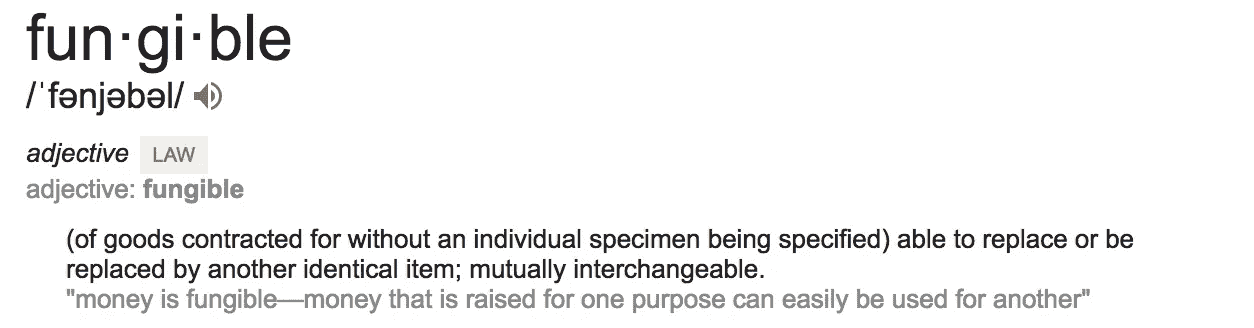 fun·gi·ble
/ˈfənjəbəl/
adjective LAW
adjective: fungible
(of goods contracted for without an individual specimen being specified) able to replace or be
replaced by another identical item; mutually interchangeable.
"money is fungible—money that is raised for one purpose can easily be used for another"